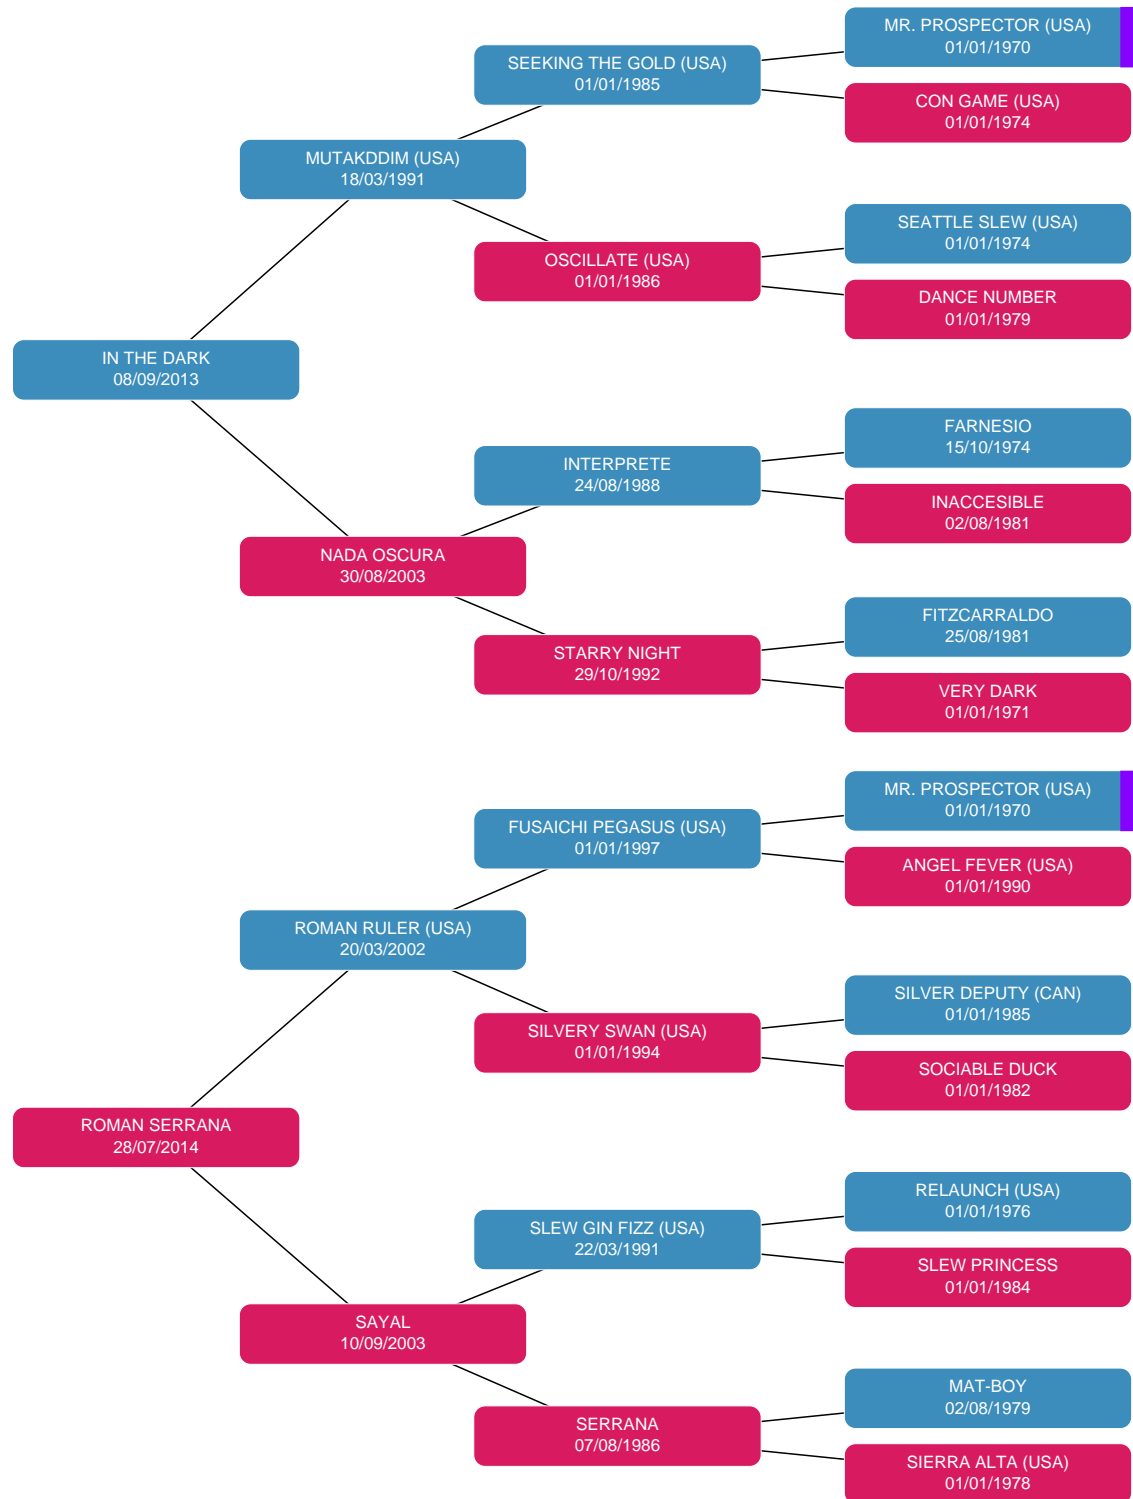 MR. PROSPECTOR (USA)
01/01/1970
SEEKING THE GOLD (USA)
01/01/1985
CON GAME (USA)
01/01/1974
MUTAKDDIM (USA)
18/03/1991
SEATTLE SLEW (USA)
01/01/1974
OSCILLATE (USA)
01/01/1986
DANCE NUMBER
01/01/1979
IN THE DARK
08/09/2013
FARNESIO
15/10/1974
INTERPRETE
24/08/1988
INACCESIBLE
02/08/1981
NADA OSCURA
30/08/2003
FITZCARRALDO
25/08/1981
STARRY NIGHT
29/10/1992
VERY DARK
01/01/1971
MR. PROSPECTOR (USA)
01/01/1970
FUSAICHI PEGASUS (USA)
01/01/1997
ANGEL FEVER (USA)
01/01/1990
ROMAN RULER (USA)
20/03/2002
SILVER DEPUTY (CAN)
01/01/1985
SILVERY SWAN (USA)
01/01/1994
SOCIABLE DUCK
01/01/1982
ROMAN SERRANA
28/07/2014
RELAUNCH (USA)
01/01/1976
SLEW GIN FIZZ (USA)
22/03/1991
SLEW PRINCESS
01/01/1984
SAYAL
10/09/2003
MAT-BOY
02/08/1979
SERRANA
07/08/1986
SIERRA ALTA (USA)
01/01/1978